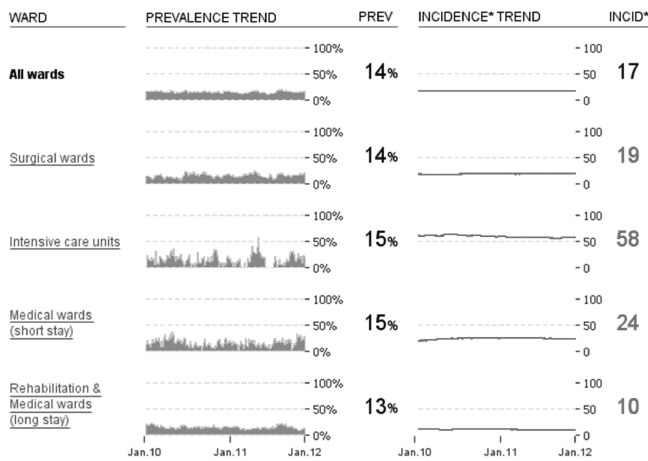 WARD PREVALENCE TREND PREV INCIDENCE* TREND INCID*
All wards 100% 50% 0% 14% 100 50 0 17
Surgical wards 100% 50% 0% 14% 100 50 0 19
Intensive care units 100% 50% 0% 15% 100 50 0 58
Medical wards
(short stay) 100% 50% 0% 15% 100 50 0 24
Rehabilitation &
Medical wards
(long stay) 100% 50% 0% 13% 100 50 0 10
Jan.10 Jan.11 Jan.12 Jan.10 Jan.11 Jan.12